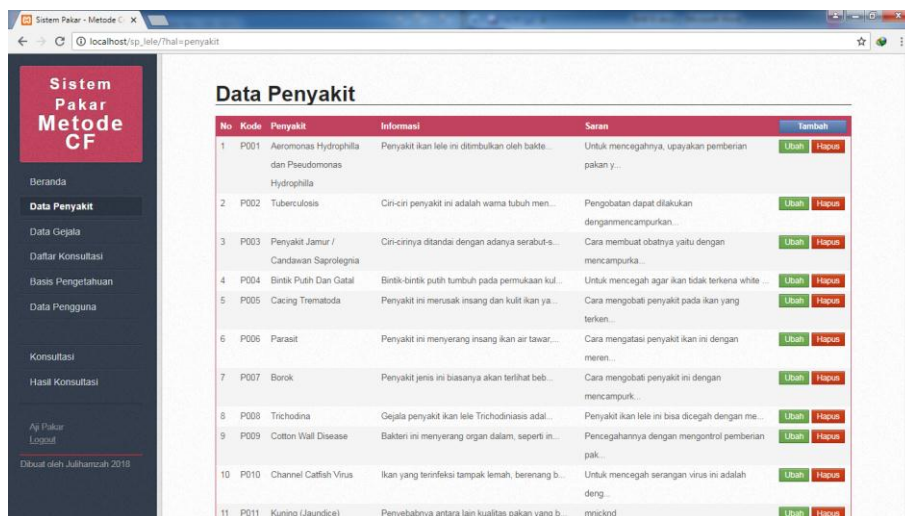 Sistem Pakar - Metode C
localhost/sp_lele/?hal=penyakit
Sistem
Pakar
Metode
CF
Beranda
Data Penyakit
Data Gejala
Daftar Konsultasi
Basis Pengetahuan
Data Pengguna
Konsultasi
Hasil Konsultasi
Aji Pakar
Logout
Dibuat oleh Julihamzah 2018
Data Penyakit
No Kode Penyakit Informasi Saran Tambah
1 P001 Aeromonas Hydrophilla Penyakit ikan lele ini ditimbulkan oleh bakte... Untuk mencegahnya, upayakan pemberian Ubah Hapus
dan Pseudomonas pakan y...
Hydrophilla
2 P002 Tuberculosis Ciri-ciri penyakit ini adalah warna tubuh men... Pengobatan dapat dilakukan Ubah Hapus
denganmencampurkan...
3 P003 Penyakit Jamur / Ciri-cirinya ditandai dengan adanya serabut-s... Cara membuat obatnya yaitu dengan Ubah Hapus
Candawan Saprolegnia mencampurka...
4 P004 Bintik Putih Dan Gatal Bintik-bintik putih tumbuh pada permukaan kul... Untuk mencegah agar ikan tidak terkena white ... Ubah Hapus
5 P005 Cacing Trematoda Penyakit ini merusak insang dan kulit ikan ya... Cara mengobati penyakit pada ikan yang Ubah Hapus
terken...
6 P006 Parasit Penyakit ini menyerang insang ikan air tawar,... Cara mengatasi penyakit ikan ini dengan Ubah Hapus
meren...
7 P007 Borok Penyakit jenis ini biasanya akan terlihat beb... Cara mengobati penyakit ini dengan Ubah Hapus
mencampurk...
8 P008 Trichodina Gejala penyakit ikan lele Trichodiniasis adal... Penyakit ikan lele ini bisa dicegah dengan me... Ubah Hapus
9 P009 Cotton Wall Disease Bakteri ini menyerang organ dalam, seperti in... Pencegahannya dengan mengontrol pemberian Ubah Hapus
pak...
10 P010 Channel Catfish Virus Ikan yang terinfeksi tampak lemah, berenang b... Untuk mencegah serangan virus ini adalah Ubah Hapus
deng...
11 P011 Kuning (Jaundice) Penyebabnya antara lain kualitas pakan yang b... mnicknd Ubah Hapus